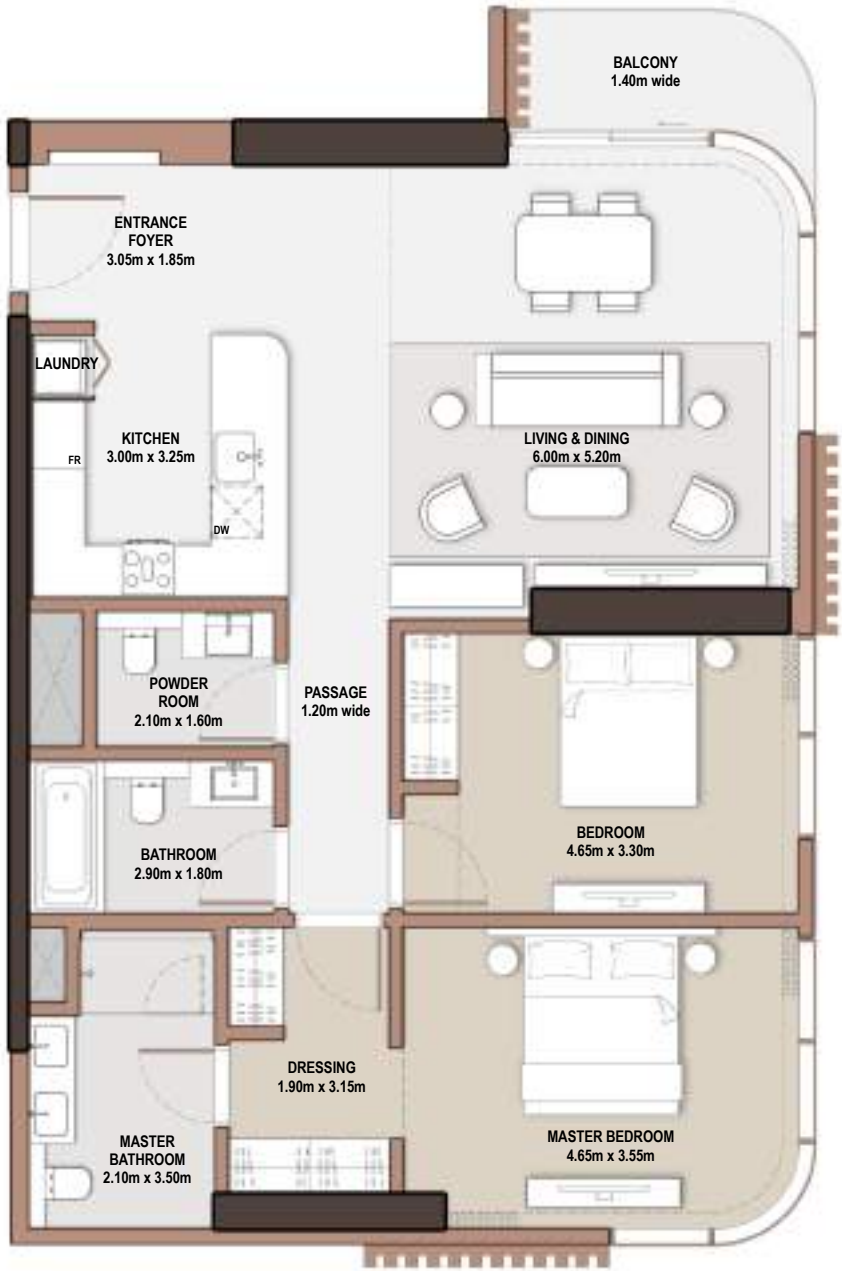 BALCONY
1.40m wide
ENTRANCE
FOYER
3.05m x 1.85m
LAUNDRY
KITCHEN
3.00m x 3.25m
FR
DW
LIVING & DINING
6.00m x 5.20m
POWDER
ROOM
2.10m x 1.60m
PASSAGE
1.20m wide
BATHROOM
2.90m x 1.80m
BEDROOM
4.65m x 3.30m
DRESSING
1.90m x 3.15m
MASTER
BATHROOM
2.10m x 3.50m
MASTER BEDROOM
4.65m x 3.55m